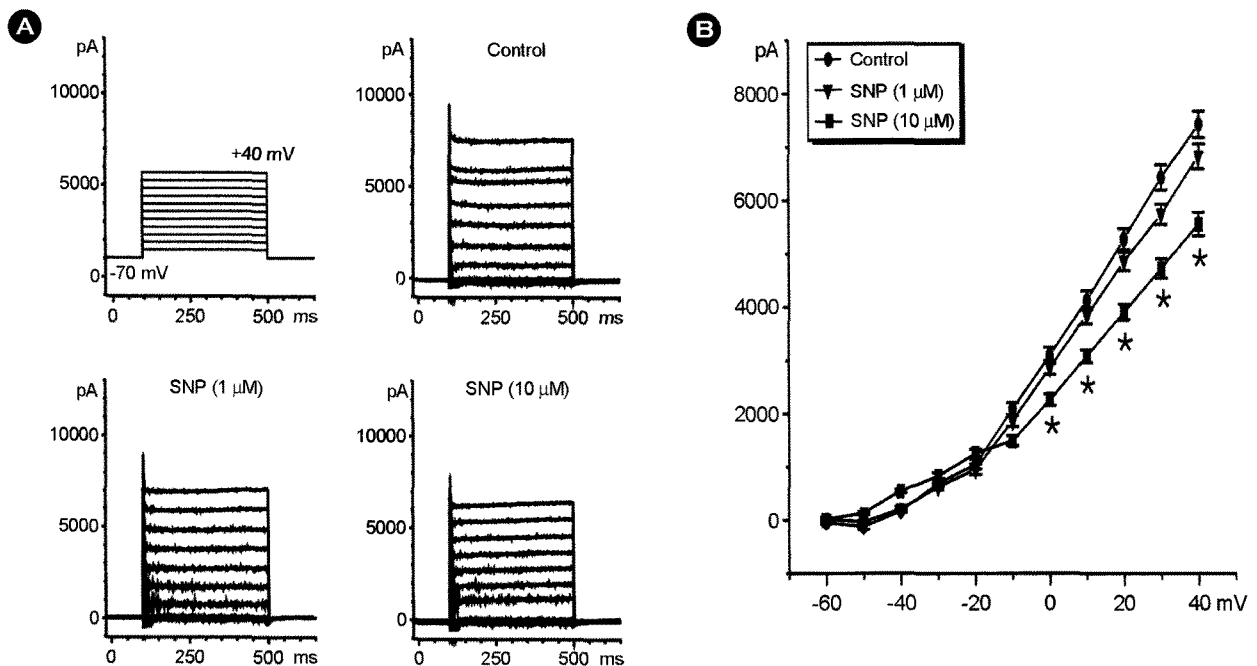 A
pA
10000
5000
0
+40 mV
-70 mV
0 250 500 ms
Control
pA
10000
5000
0
0 250 500 ms
SNP (1 µM)
pA
10000
5000
0
0 250 500 ms
SNP (10 µM)
pA
10000
5000
0
0 250 500 ms
B
pA
Control
SNP (1 µM)
SNP (10 µM)
8000
6000
4000
2000
0
* * * * *
-60 -40 -20 0 20 40 mV